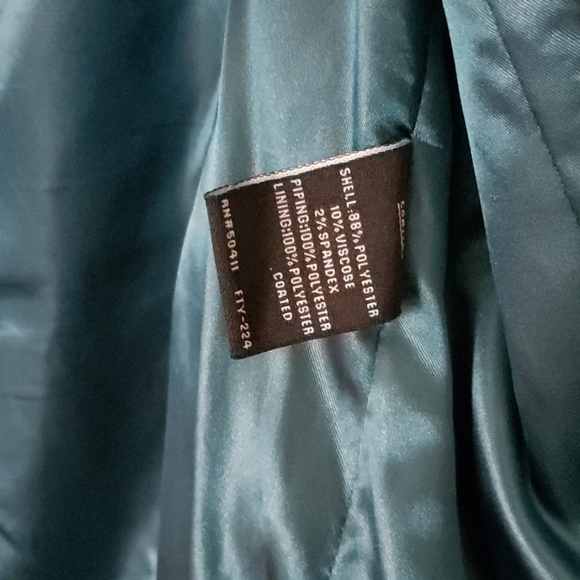 SHELL:88% POLYESTER
10% VISCOSE
2% SPANDEX
PIPING:100% POLYESTER
LINING:100% POLYESTER
COATED
RN#50411 FTY-224